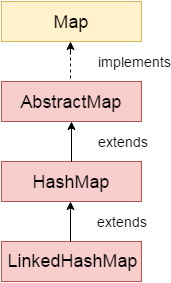 Map
implements
AbstractMap
extends
HashMap
extends
LinkedHashMap